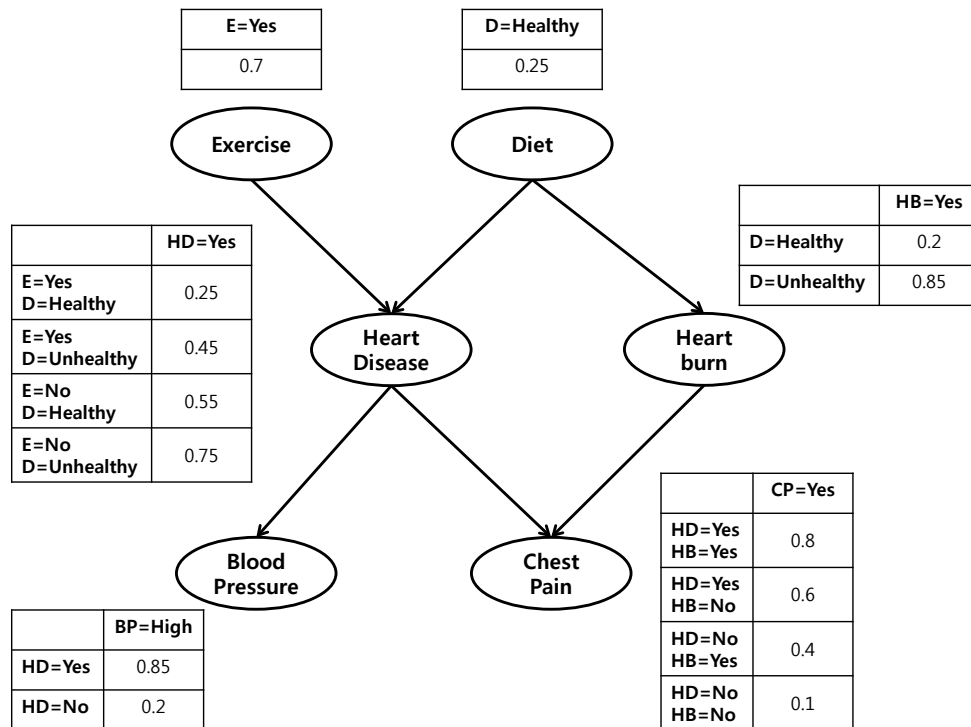 E=Yes
0.7
D=Healthy
0.25
Exercise
Diet
HB=Yes
D=Healthy 0.2
D=Unhealthy 0.85
HD=Yes
E=Yes
D=Healthy
0.25
E=Yes
D=Unhealthy
0.45
E=No
D=Healthy
0.55
E=No
D=Unhealthy
0.75
Heart
Disease
Heart
burn
Blood
Pressure
Chest
Pain
BP=High
HD=Yes 0.85
HD=No 0.2
CP=Yes
HD=Yes
HB=Yes
0.8
HD=Yes
HB=No
0.6
HD=No
HB=Yes
0.4
HD=No
HB=No
0.1